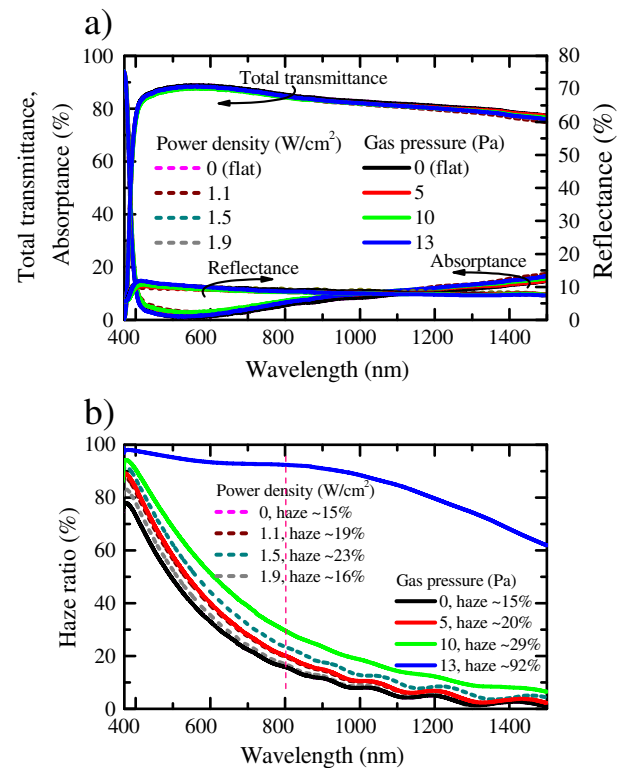 a)
100
80
60
40
20
0
Total transmittance,
Absorptance (%)
80
70
60
50
40
30
20
10
0
Reflectance (%)
Total transmittance
Power density (W/cm²)
0 (flat)
1.1
1.5
1.9
Gas pressure (Pa)
0 (flat)
5
10
13
Reflectance
Absorptance
400 600 800 1000 1200 1400
Wavelength (nm)
b)
100
80
60
40
20
0
Haze ratio (%)
Power density (W/cm²)
0, haze ~15%
1.1, haze ~19%
1.5, haze ~23%
1.9, haze ~16%
Gas pressure (Pa)
0, haze ~15%
5, haze ~20%
10, haze ~29%
13, haze ~92%
400 600 800 1000 1200 1400
Wavelength (nm)